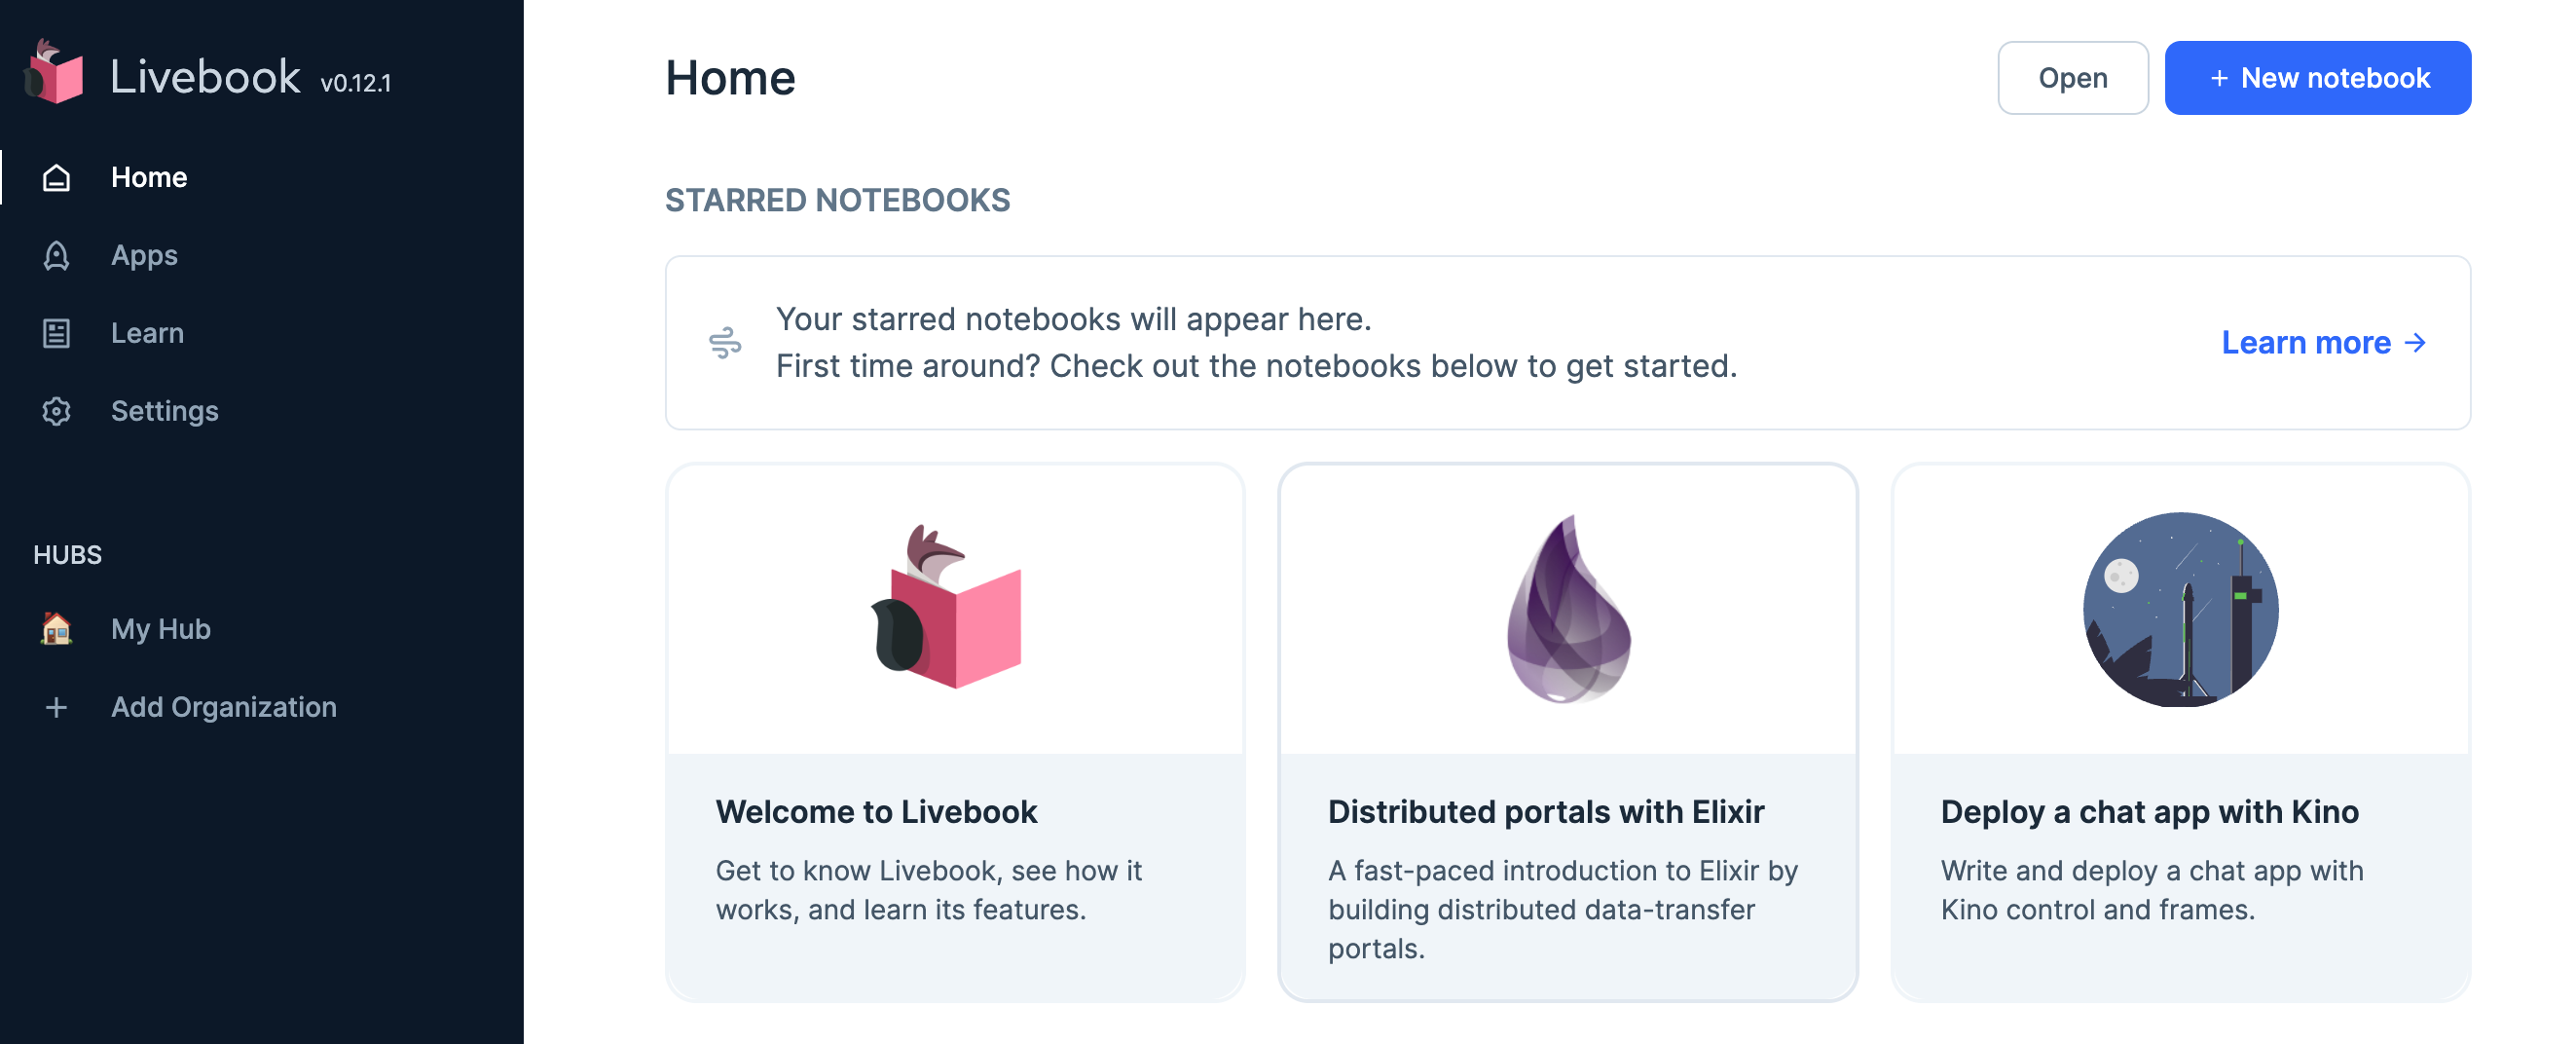 Livebook v0.12.1
Home
Apps
Learn
Settings
HUBS
My Hub
+ Add Organization
Home
Open
+ New notebook
STARRED NOTEBOOKS
Your starred notebooks will appear here.
First time around? Check out the notebooks below to get started.
Learn more →
Welcome to Livebook
Get to know Livebook, see how it
works, and learn its features.
Distributed portals with Elixir
A fast-paced introduction to Elixir by
building distributed data-transfer
portals.
Deploy a chat app with Kino
Write and deploy a chat app with
Kino control and frames.